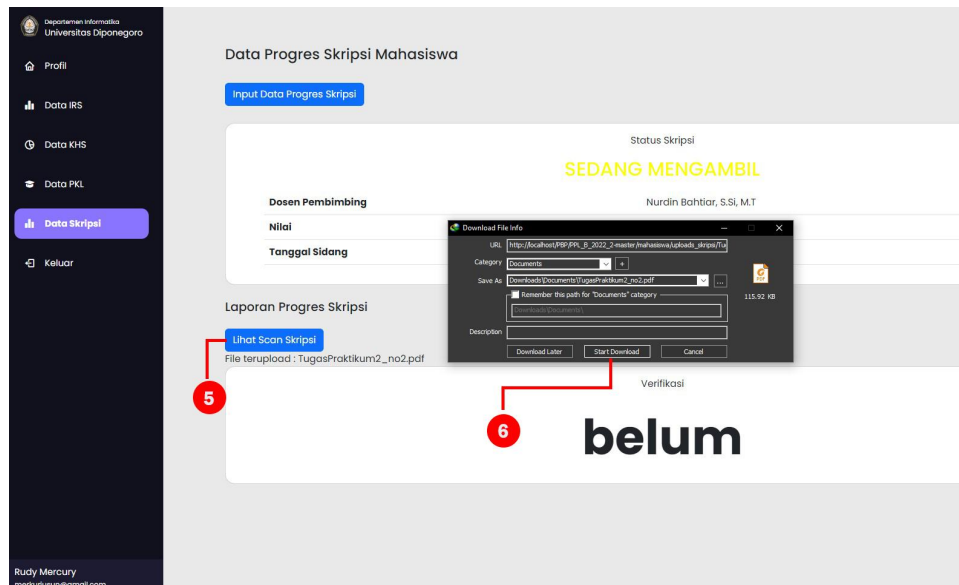 Departemen Informatika
Universitas Diponegoro
Profil
Data IRS
Data KHS
Data PKL
Data Skripsi
Keluar
Rudy Mercury
merkuriusun@gmail.com
Data Progres Skripsi Mahasiswa
Input Data Progres Skripsi
Status Skripsi
SEDANG MENGAMBIL
Dosen Pembimbing Nurdin Bahtiar, S.Si, M.T
Nilai
Tanggal Sidang
Download File Info
URL http://localhost/PBP/PPL_B_2022_2-master/mahasiswa/uploads_skripsi/Tu
Category Documents +
Save As Downloads\Documents\TugasPraktikum2_no2.pdf ...
PDF
115.92 KB
Remember this path for "Documents" category
Downloads\Documents\
Description
Download Later Start Download Cancel
Laporan Progres Skripsi
Lihat Scan Skripsi
File terupload : TugasPraktikum2_no2.pdf
5
6
Verifikasi
belum